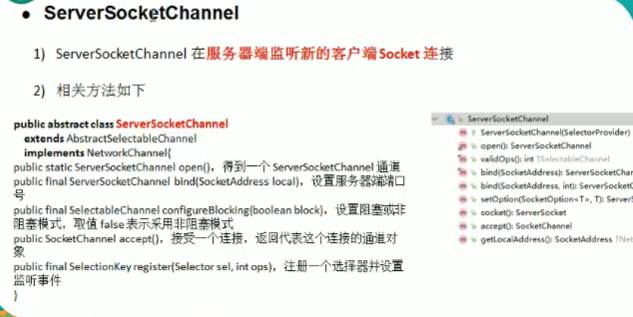 ● ServerSocketChannel
1) ServerSocketChannel 在服务器端监听新的客户端 Socket 连接
2) 相关方法如下
public abstract class ServerSocketChannel
extends AbstractSelectableChannel
implements NetworkChannel{
public static ServerSocketChannel open(),得到一个 ServerSocketChannel 通道
public final ServerSocketChannel bind(SocketAddress local),设置服务器端端口
号
public final SelectableChannel configureBlocking(boolean block),设置阻塞或非
阻塞模式,取值 false 表示采用非阻塞模式
public SocketChannel accept(),接受一个连接,返回代表这个连接的通道对
象
public final SelectionKey register(Selector sel, int ops),注册一个选择器并设置
监听事件
}
ServerSocketChannel
ServerSocketChannel(SelectorProvider)
open(): ServerSocketChannel
validOps(): int ↑SelectableChannel
bind(SocketAddress): ServerSocketChann
bind(SocketAddress, int): ServerSocketC
setOption(SocketOption<T>, T): ServerS
socket(): ServerSocket
accept(): SocketChannel
getLocalAddress(): SocketAddress ↑Net